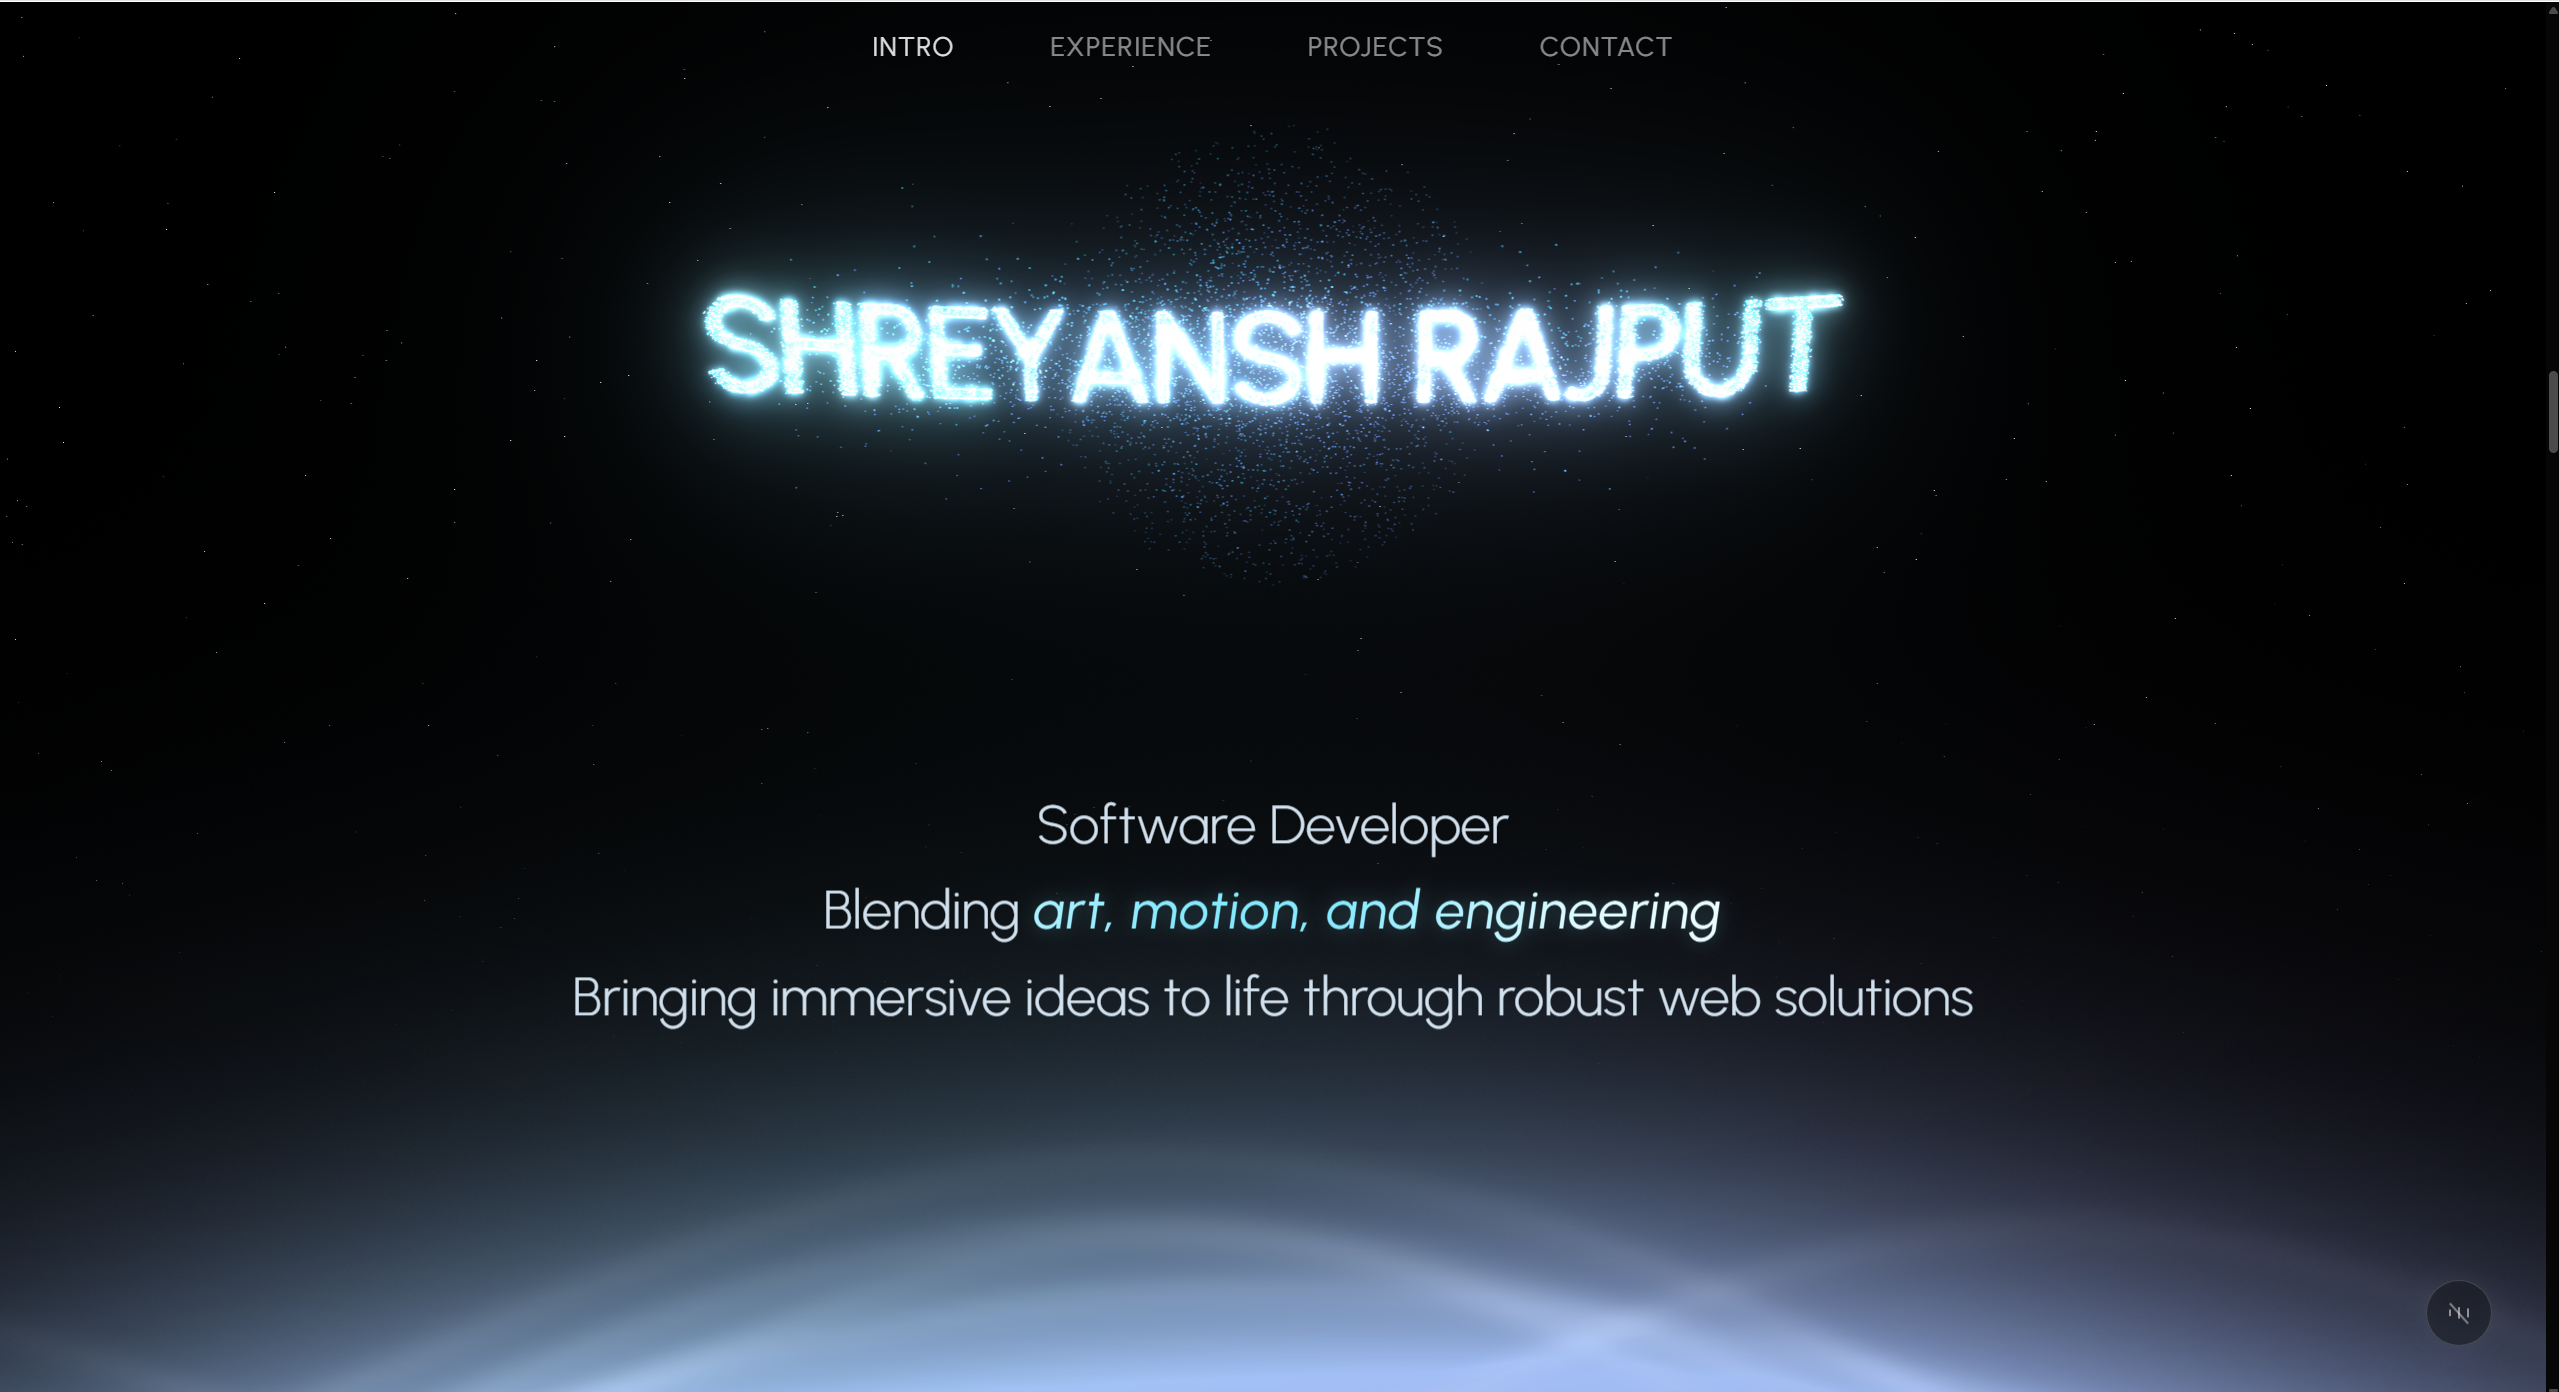 INTRO EXPERIENCE PROJECTS CONTACT
SHREYANSH RAJPUT
Software Developer
Blending art, motion, and engineering
Bringing immersive ideas to life through robust web solutions